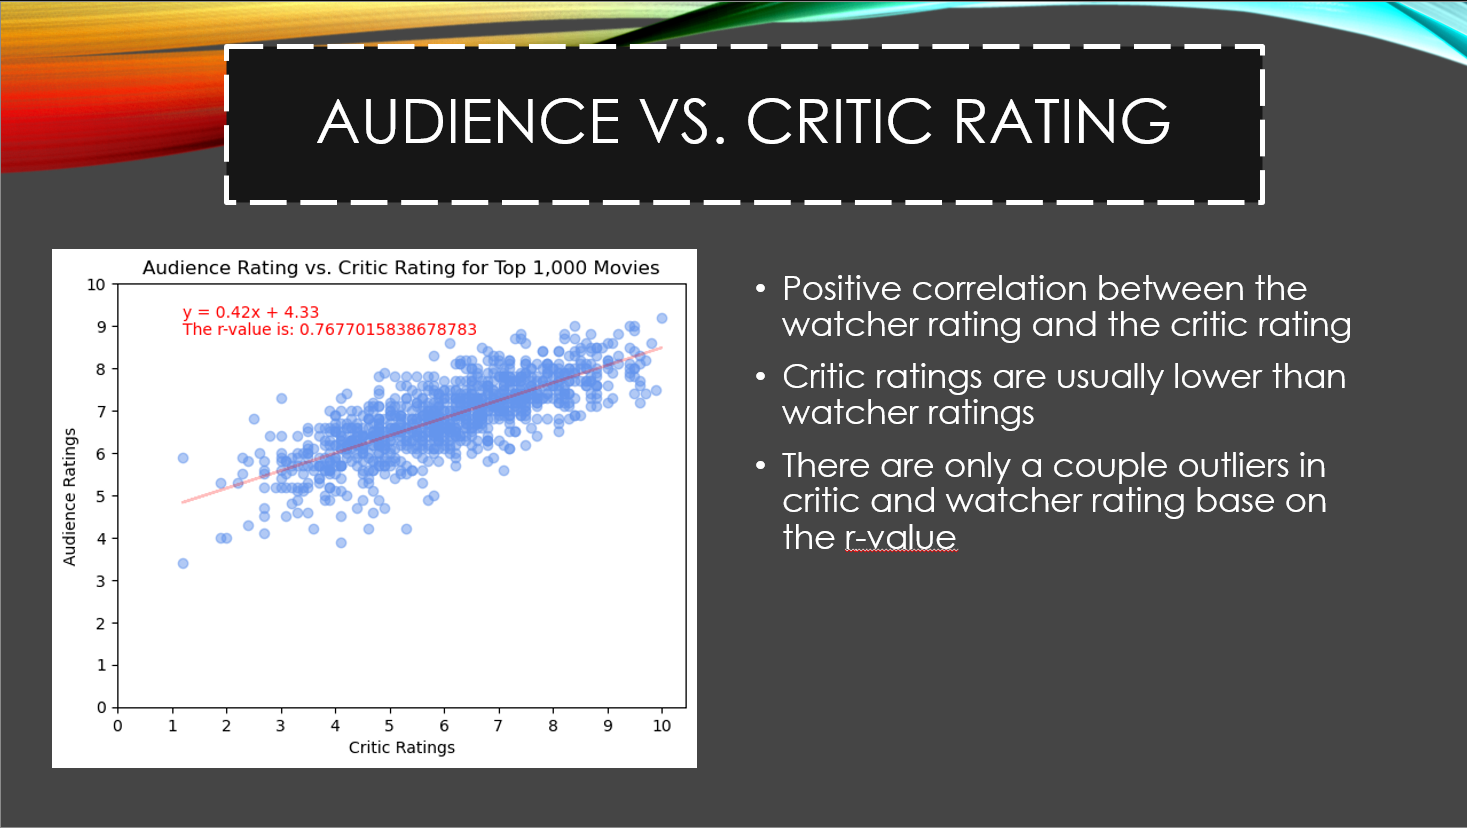 AUDIENCE VS. CRITIC RATING
Audience Rating vs. Critic Rating for Top 1,000 Movies
y = 0.42x + 4.33
The r-value is: 0.7677015838678783
10
9
8
7
6
5
4
3
2
1
0
Audience Ratings
0 1 2 3 4 5 6 7 8 9 10
Critic Ratings
• Positive correlation between the
watcher rating and the critic rating
• Critic ratings are usually lower than
watcher ratings
• There are only a couple outliers in
critic and watcher rating base on
the r-value